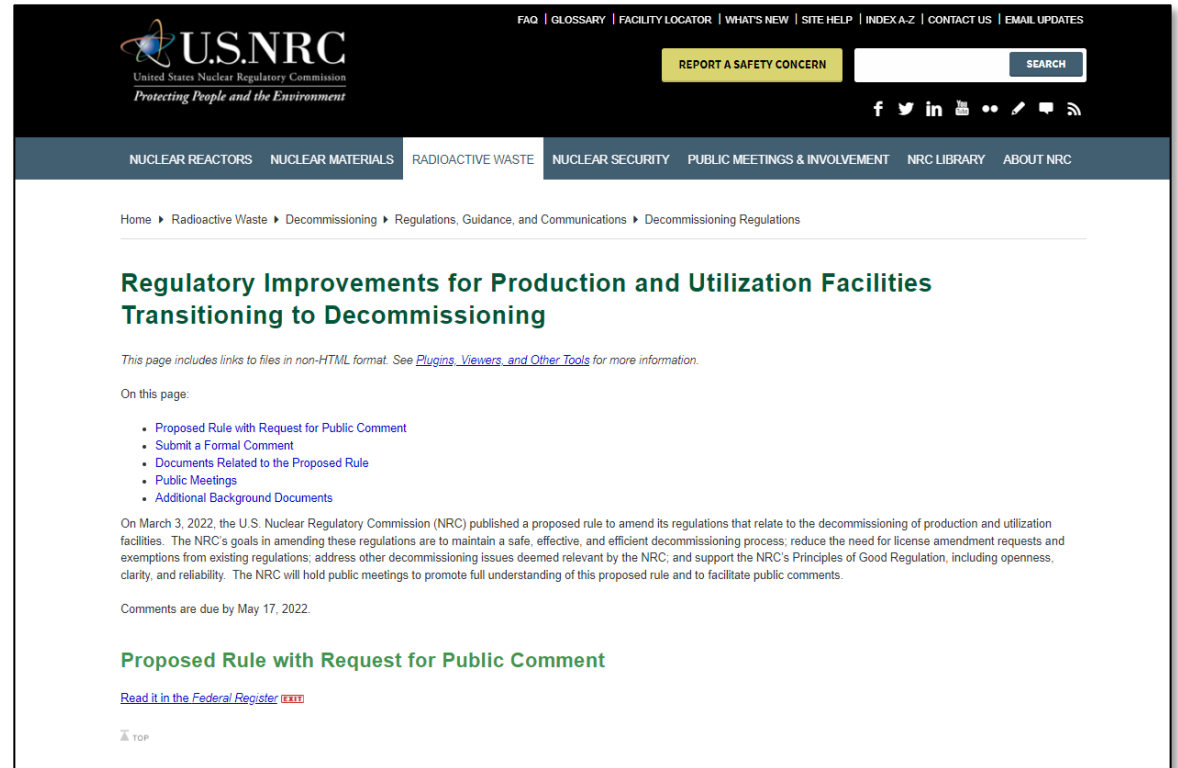 FAQ | GLOSSARY | FACILITY LOCATOR | WHAT'S NEW | SITE HELP | INDEX A-Z | CONTACT US | EMAIL UPDATES
U.S.NRC
United States Nuclear Regulatory Commission
Protecting People and the Environment
REPORT A SAFETY CONCERN
SEARCH
NUCLEAR REACTORS NUCLEAR MATERIALS RADIOACTIVE WASTE NUCLEAR SECURITY PUBLIC MEETINGS & INVOLVEMENT NRC LIBRARY ABOUT NRC
Home ▶ Radioactive Waste ▶ Decommissioning ▶ Regulations, Guidance, and Communications ▶ Decommissioning Regulations
Regulatory Improvements for Production and Utilization Facilities
Transitioning to Decommissioning
This page includes links to files in non-HTML format. See Plugins, Viewers, and Other Tools for more information.
On this page:
• Proposed Rule with Request for Public Comment
• Submit a Formal Comment
• Documents Related to the Proposed Rule
• Public Meetings
• Additional Background Documents
On March 3, 2022, the U.S. Nuclear Regulatory Commission (NRC) published a proposed rule to amend its regulations that relate to the decommissioning of production and utilization
facilities. The NRC's goals in amending these regulations are to maintain a safe, effective, and efficient decommissioning process; reduce the need for license amendment requests and
exemptions from existing regulations; address other decommissioning issues deemed relevant by the NRC; and support the NRC's Principles of Good Regulation, including openness,
clarity, and reliability. The NRC will hold public meetings to promote full understanding of this proposed rule and to facilitate public comments.
Comments are due by May 17, 2022.
Proposed Rule with Request for Public Comment
Read it in the Federal Register EXIT
TOP